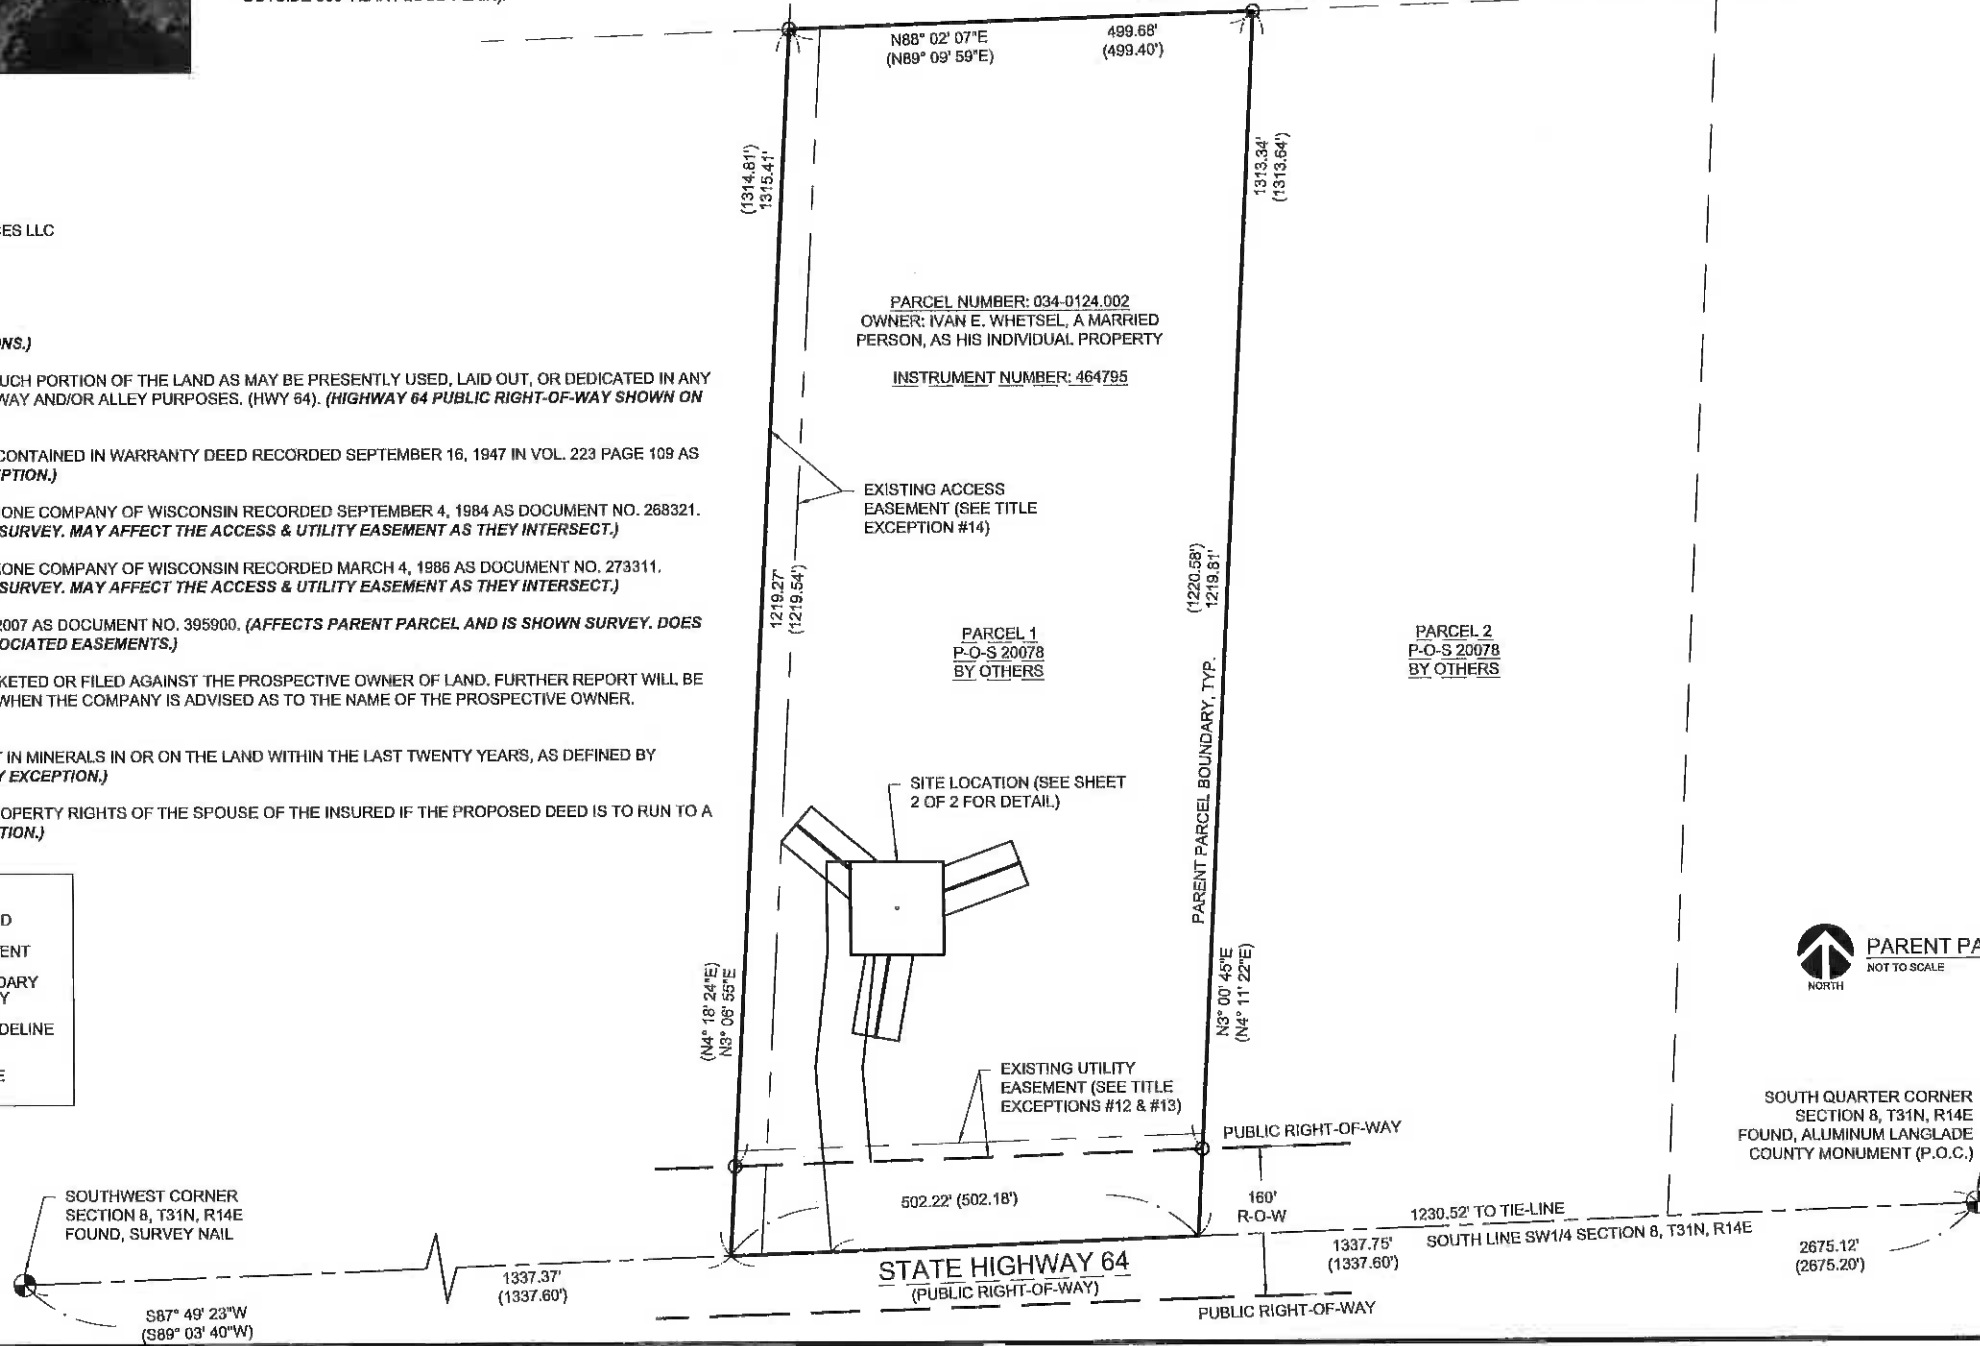 N88° 02' 07"E
(N89° 09' 59"E)
499.68'
(499.40')
(1314.81')
1315.41'
1313.34'
(1313.64')
ES LLC
NS.)
UCH PORTION OF THE LAND AS MAY BE PRESENTLY USED, LAID OUT, OR DEDICATED IN ANY
WAY AND/OR ALLEY PURPOSES. (HWY 64). (HIGHWAY 64 PUBLIC RIGHT-OF-WAY SHOWN ON
CONTAINED IN WARRANTY DEED RECORDED SEPTEMBER 16, 1947 IN VOL. 223 PAGE 109 AS
PTION.)
ONE COMPANY OF WISCONSIN RECORDED SEPTEMBER 4, 1984 AS DOCUMENT NO. 268321.
SURVEY. MAY AFFECT THE ACCESS & UTILITY EASEMENT AS THEY INTERSECT.)
ONE COMPANY OF WISCONSIN RECORDED MARCH 4, 1986 AS DOCUMENT NO. 273311.
SURVEY. MAY AFFECT THE ACCESS & UTILITY EASEMENT AS THEY INTERSECT.)
2007 AS DOCUMENT NO. 395900. (AFFECTS PARENT PARCEL AND IS SHOWN SURVEY. DOES
OCIATED EASEMENTS.)
KETED OR FILED AGAINST THE PROSPECTIVE OWNER OF LAND. FURTHER REPORT WILL BE
WHEN THE COMPANY IS ADVISED AS TO THE NAME OF THE PROSPECTIVE OWNER.
T IN MINERALS IN OR ON THE LAND WITHIN THE LAST TWENTY YEARS, AS DEFINED BY
Y EXCEPTION.)
OPERTY RIGHTS OF THE SPOUSE OF THE INSURED IF THE PROPOSED DEED IS TO RUN TO A
TION.)
D
ENT
DARY
Y
DELINE
E
PARCEL NUMBER: 034-0124.002
OWNER: IVAN E. WHETSEL, A MARRIED
PERSON, AS HIS INDIVIDUAL PROPERTY
INSTRUMENT NUMBER: 464795
EXISTING ACCESS
EASEMENT (SEE TITLE
EXCEPTION #14)
1219.27'
(1219.54')
(1220.58')
1219.81'
PARCEL 1
P-O-S 20078
BY OTHERS
PARCEL 2
P-O-S 20078
BY OTHERS
PARENT PARCEL BOUNDARY, TYP.
SITE LOCATION (SEE SHEET
2 OF 2 FOR DETAIL)
(N4° 18' 24"E)
N3° 06' 55"E
N3° 00' 45"E
(N4° 11' 22"E)
PARENT PA
NOT TO SCALE
NORTH
EXISTING UTILITY
EASEMENT (SEE TITLE
EXCEPTIONS #12 & #13)
PUBLIC RIGHT-OF-WAY
SOUTH QUARTER CORNER
SECTION 8, T31N, R14E
FOUND, ALUMINUM LANGLADE
COUNTY MONUMENT (P.O.C.)
SOUTHWEST CORNER
SECTION 8, T31N, R14E
FOUND, SURVEY NAIL
502.22' (502.18')
160'
R-O-W
1230.52' TO TIE-LINE
SOUTH LINE SW1/4 SECTION 8, T31N, R14E
1337.75'
(1337.60')
2675.12'
(2675.20')
1337.37'
(1337.60')
STATE HIGHWAY 64
(PUBLIC RIGHT-OF-WAY)
PUBLIC RIGHT-OF-WAY
S87° 49' 23"W
(S89° 03' 40"W)